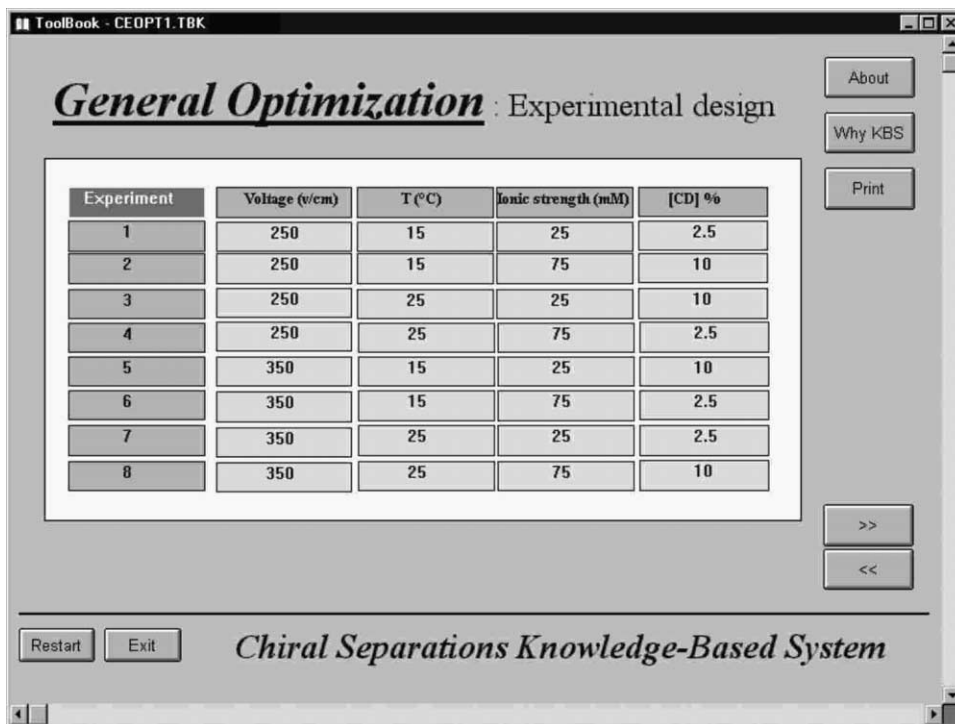 ToolBook - CEOPT1.TBK
General Optimization : Experimental design
About
Why KBS
Print
Experiment Voltage (v/cm) T (°C) Ionic strength (mM) [CD] %
1 250 15 25 2.5
2 250 15 75 10
3 250 25 25 10
4 250 25 75 2.5
5 350 15 25 10
6 350 15 75 2.5
7 350 25 25 2.5
8 350 25 75 10
>>
<<
Restart Exit Chiral Separations Knowledge-Based System